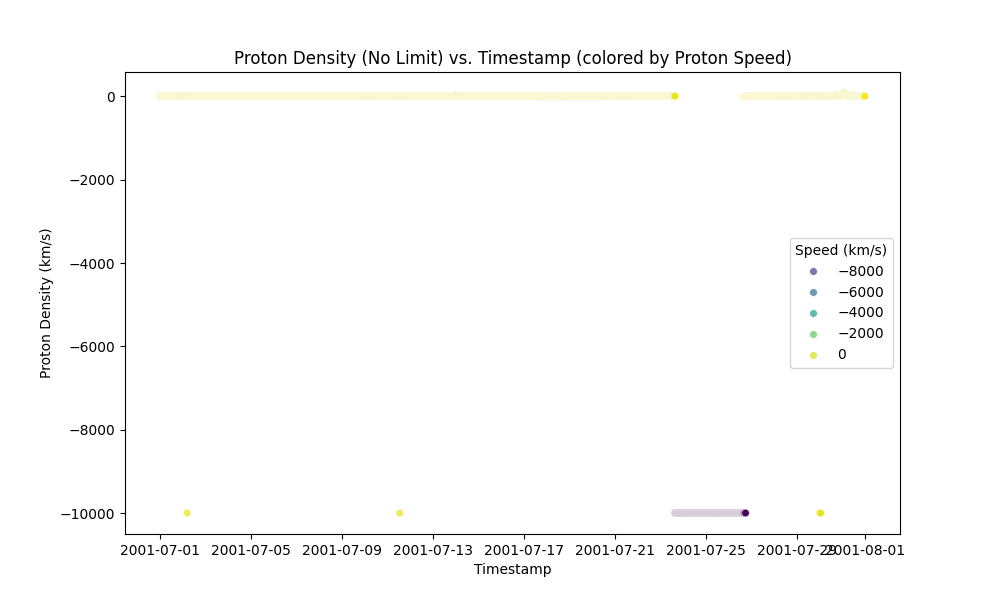 Proton Density (No Limit) vs. Timestamp (colored by Proton Speed)
Proton Density (km/s)
0
−2000
−4000
−6000
−8000
−10000
Speed (km/s)
−8000
−6000
−4000
−2000
0
2001-07-01 2001-07-05 2001-07-09 2001-07-13 2001-07-17 2001-07-21 2001-07-25 2001-07-29 2001-08-01
Timestamp